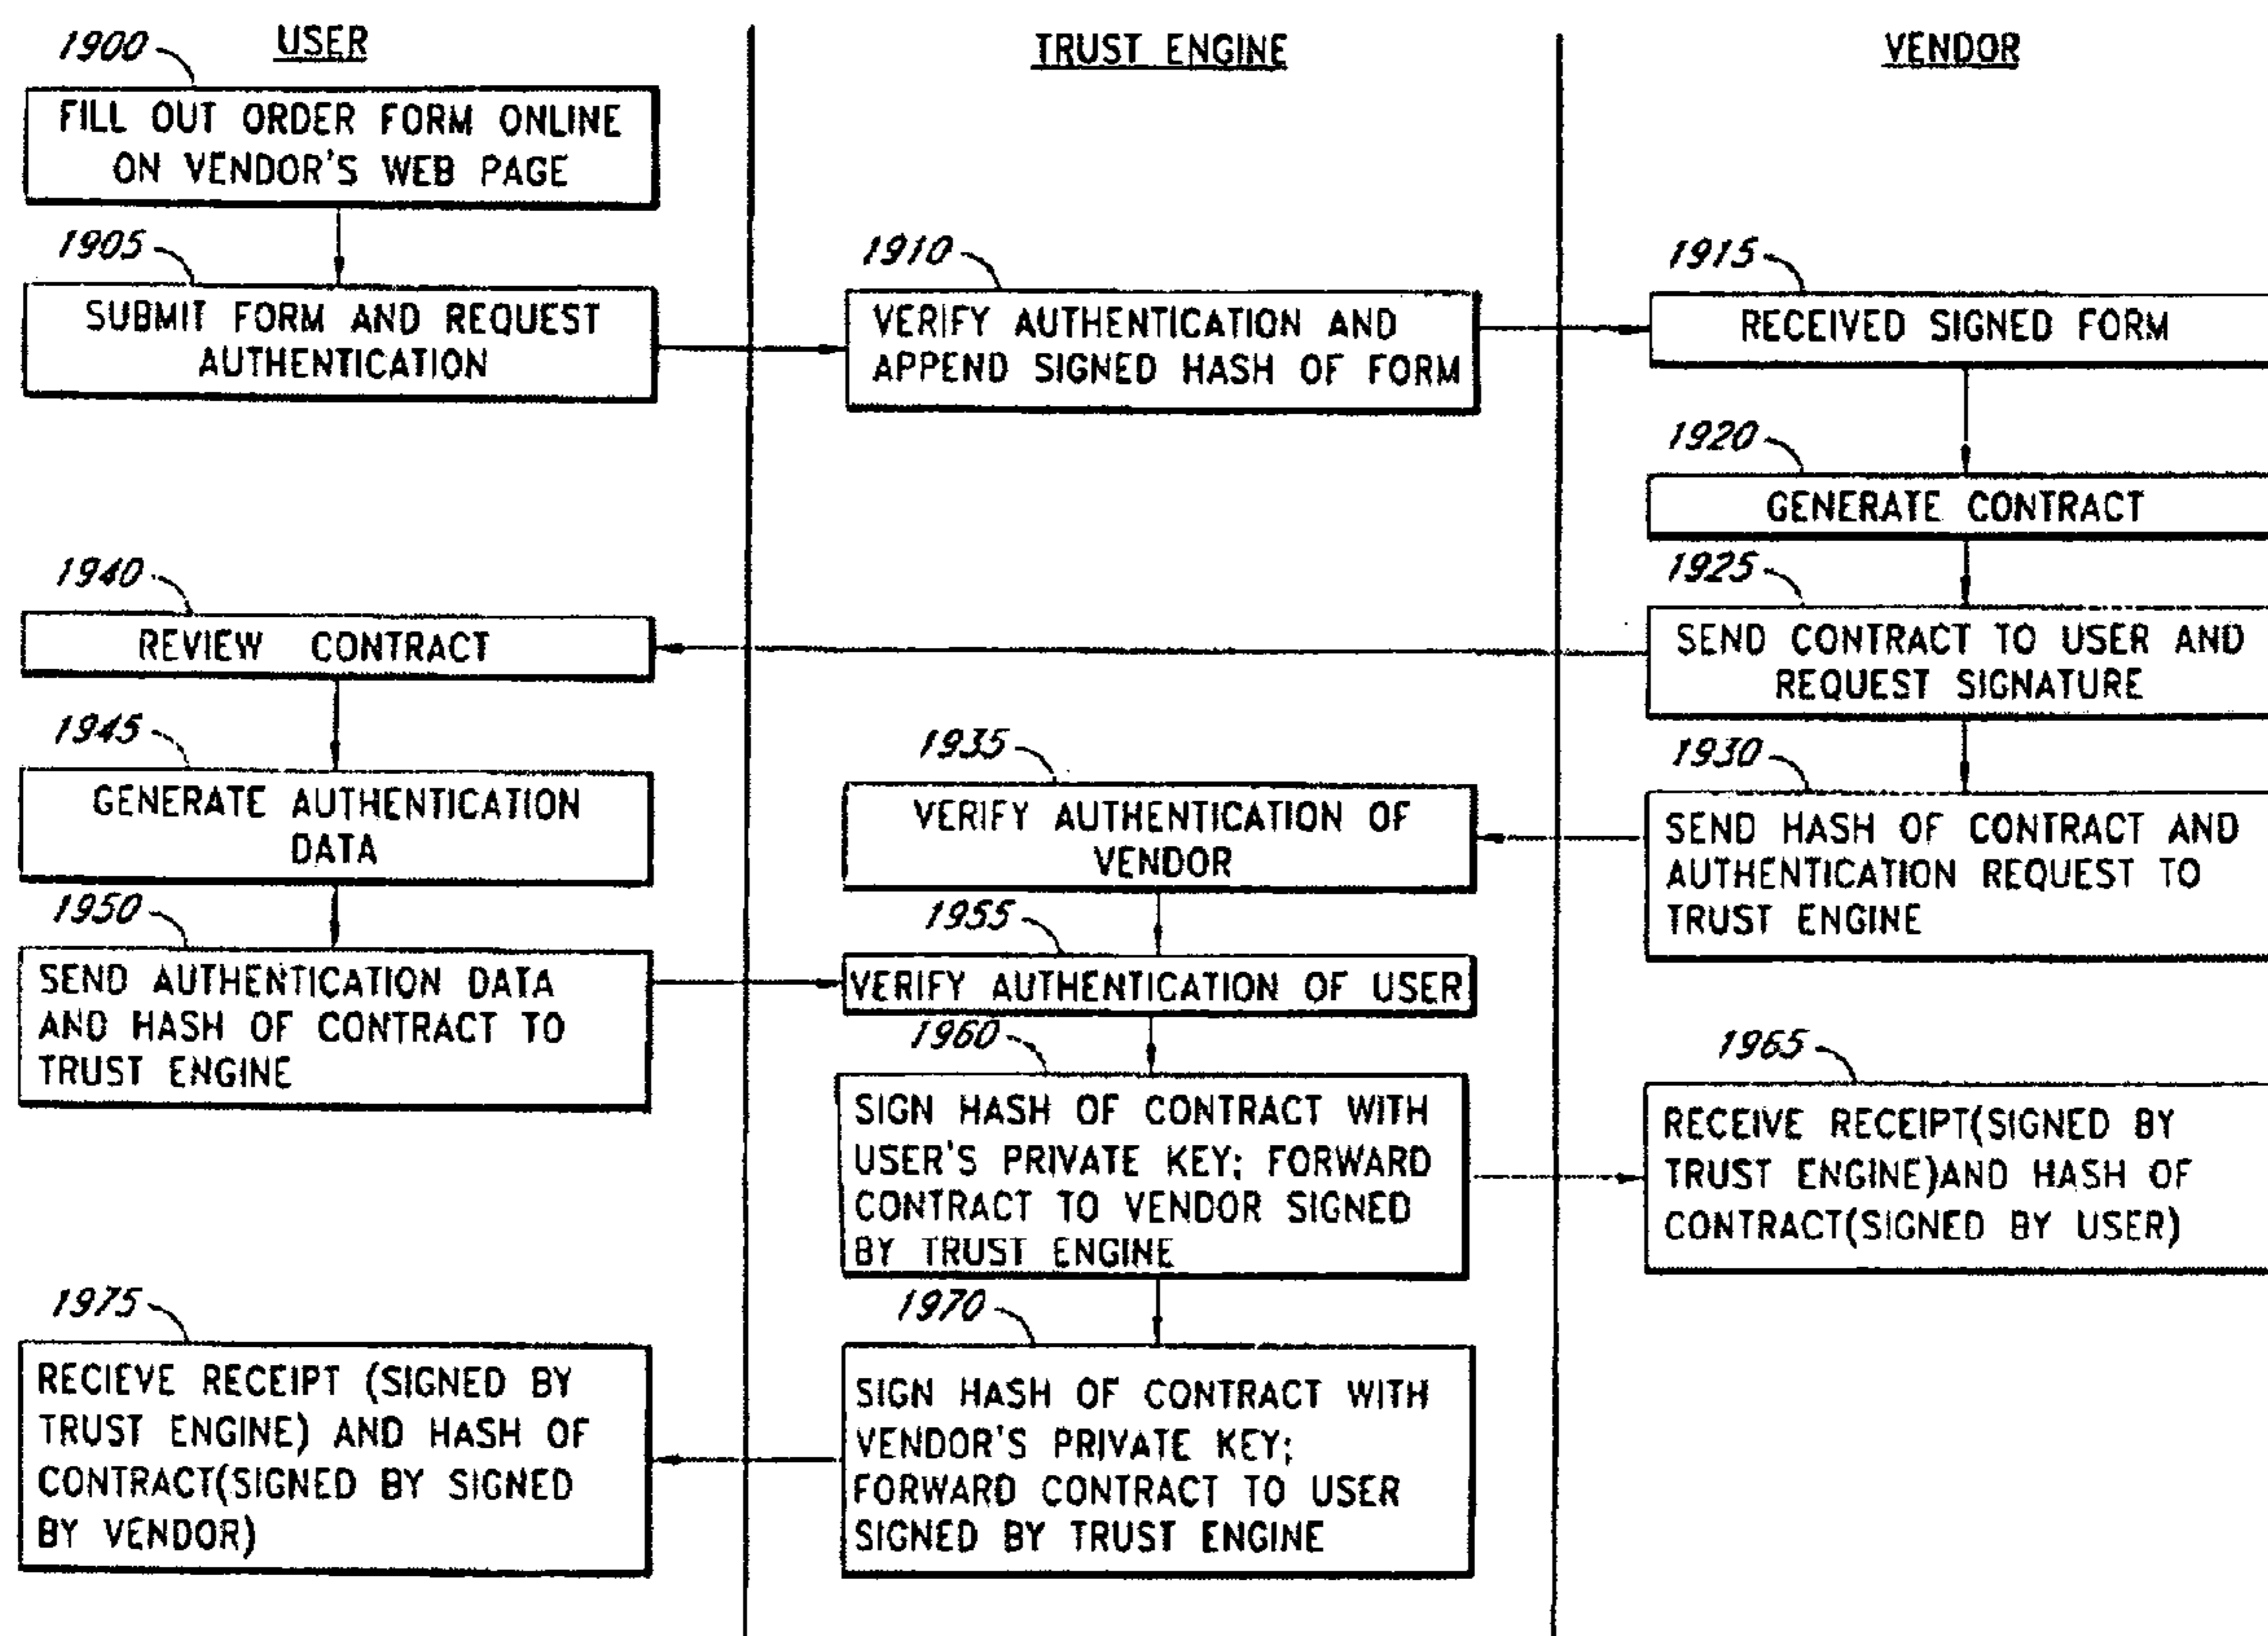 USER
TRUST ENGINE
VENDOR
1900
FILL OUT ORDER FORM ONLINE
ON VENDOR'S WEB PAGE
1905
SUBMIT FORM AND REQUEST
AUTHENTICATION
1910
VERIFY AUTHENTICATION AND
APPEND SIGNED HASH OF FORM
1915
RECEIVED SIGNED FORM
1920
GENERATE CONTRACT
1925
SEND CONTRACT TO USER AND
REQUEST SIGNATURE
1930
SEND HASH OF CONTRACT AND
AUTHENTICATION REQUEST TO
TRUST ENGINE
1935
VERIFY AUTHENTICATION OF
VENDOR
1940
REVIEW CONTRACT
1945
GENERATE AUTHENTICATION
DATA
1950
SEND AUTHENTICATION DATA
AND HASH OF CONTRACT TO
TRUST ENGINE
1955
VERIFY AUTHENTICATION OF USER
1960
SIGN HASH OF CONTRACT WITH
USER'S PRIVATE KEY; FORWARD
CONTRACT TO VENDOR SIGNED
BY TRUST ENGINE
1965
RECEIVE RECEIPT(SIGNED BY
TRUST ENGINE)AND HASH OF
CONTRACT(SIGNED BY USER)
1970
SIGN HASH OF CONTRACT WITH
VENDOR'S PRIVATE KEY;
FORWARD CONTRACT TO USER
SIGNED BY TRUST ENGINE
1975
RECIEVE RECEIPT (SIGNED BY
TRUST ENGINE) AND HASH OF
CONTRACT(SIGNED BY SIGNED
BY VENDOR)